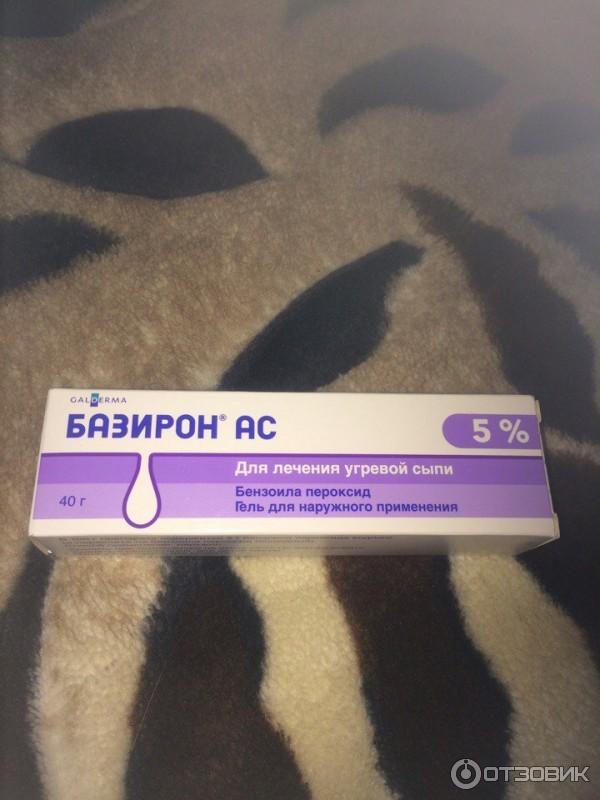 GALDERMA
БАЗИРОН® АС
5 %
Для лечения угревой сыпи
40 г
Бензоила пероксид
Гель для наружного применения
ОТЗОВИК